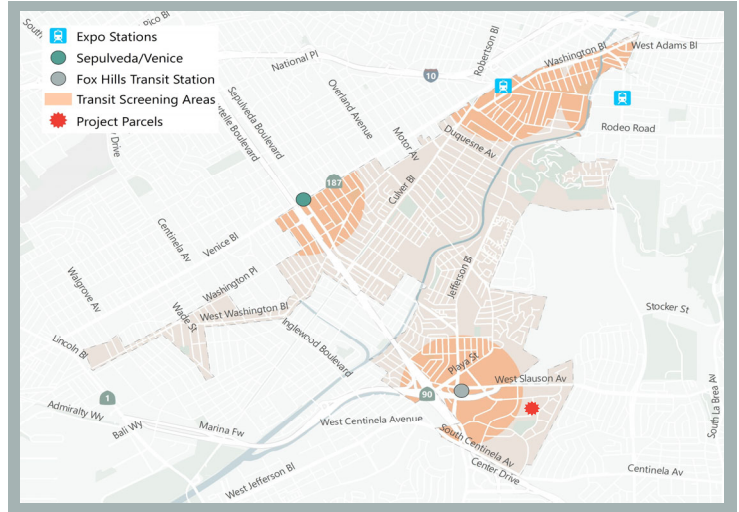 Expo Stations
Sepulveda/Venice
Fox Hills Transit Station
Transit Screening Areas
Project Parcels
South
Pico Bl
National Pl
10
Robertson Bl
Washington Bl
West Adams Bl
Sepulveda Boulevard
Overland Avenue
Motor Av
Duquesne Av
Rodeo Road
Drive
187
Culver Bl
Centinela Av
Venice Bl
Jefferson Bl
Walgrove Av
Washington Pl
West Washington Bl
Wade St
Inglewood Boulevard
Stocker St
Lincoln Bl
Playa St
West Slauson Av
90
1
Admiralty Wy
Bali Wy
Marina Fw
West Centinela Avenue
South Centinela Av
South La Brea Av
Center Drive
Centinela Av
West Jefferson Bl